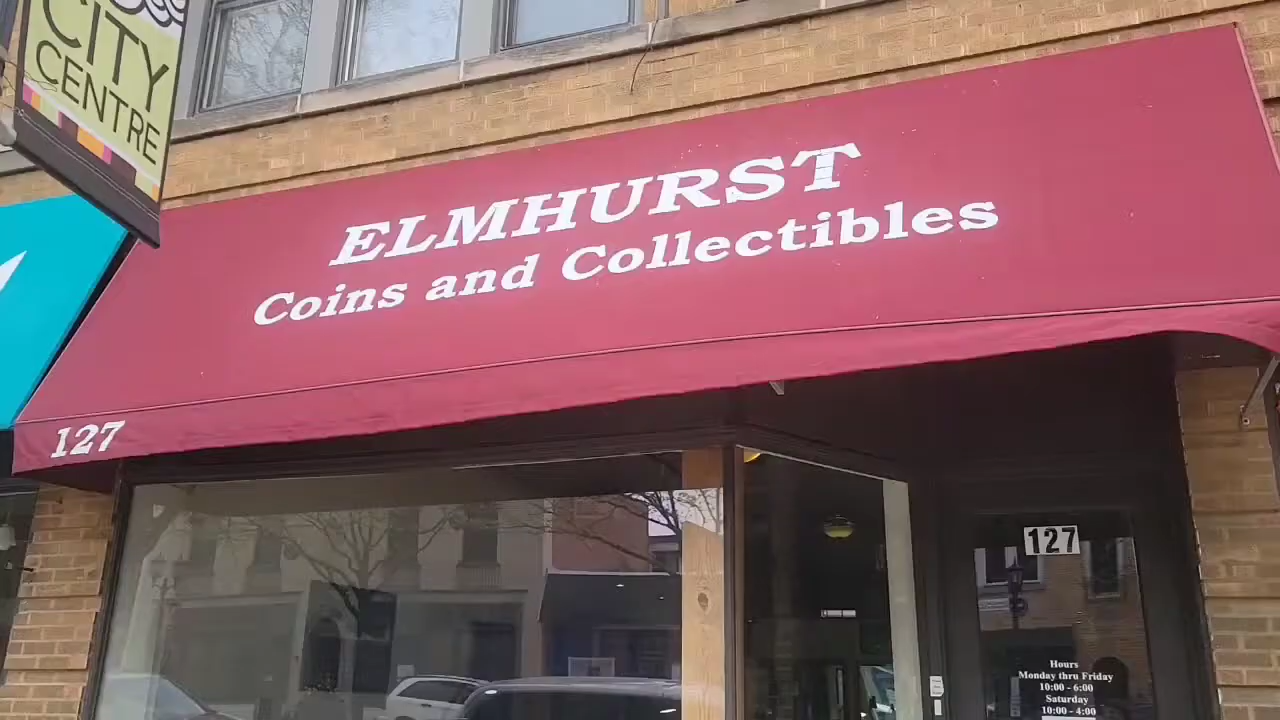 CITY
CENTRE
ELMHURST
Coins and Collectibles
127
127
Hours
Monday thru Friday
10:00 - 6:00
Saturday
10:00 - 4:00